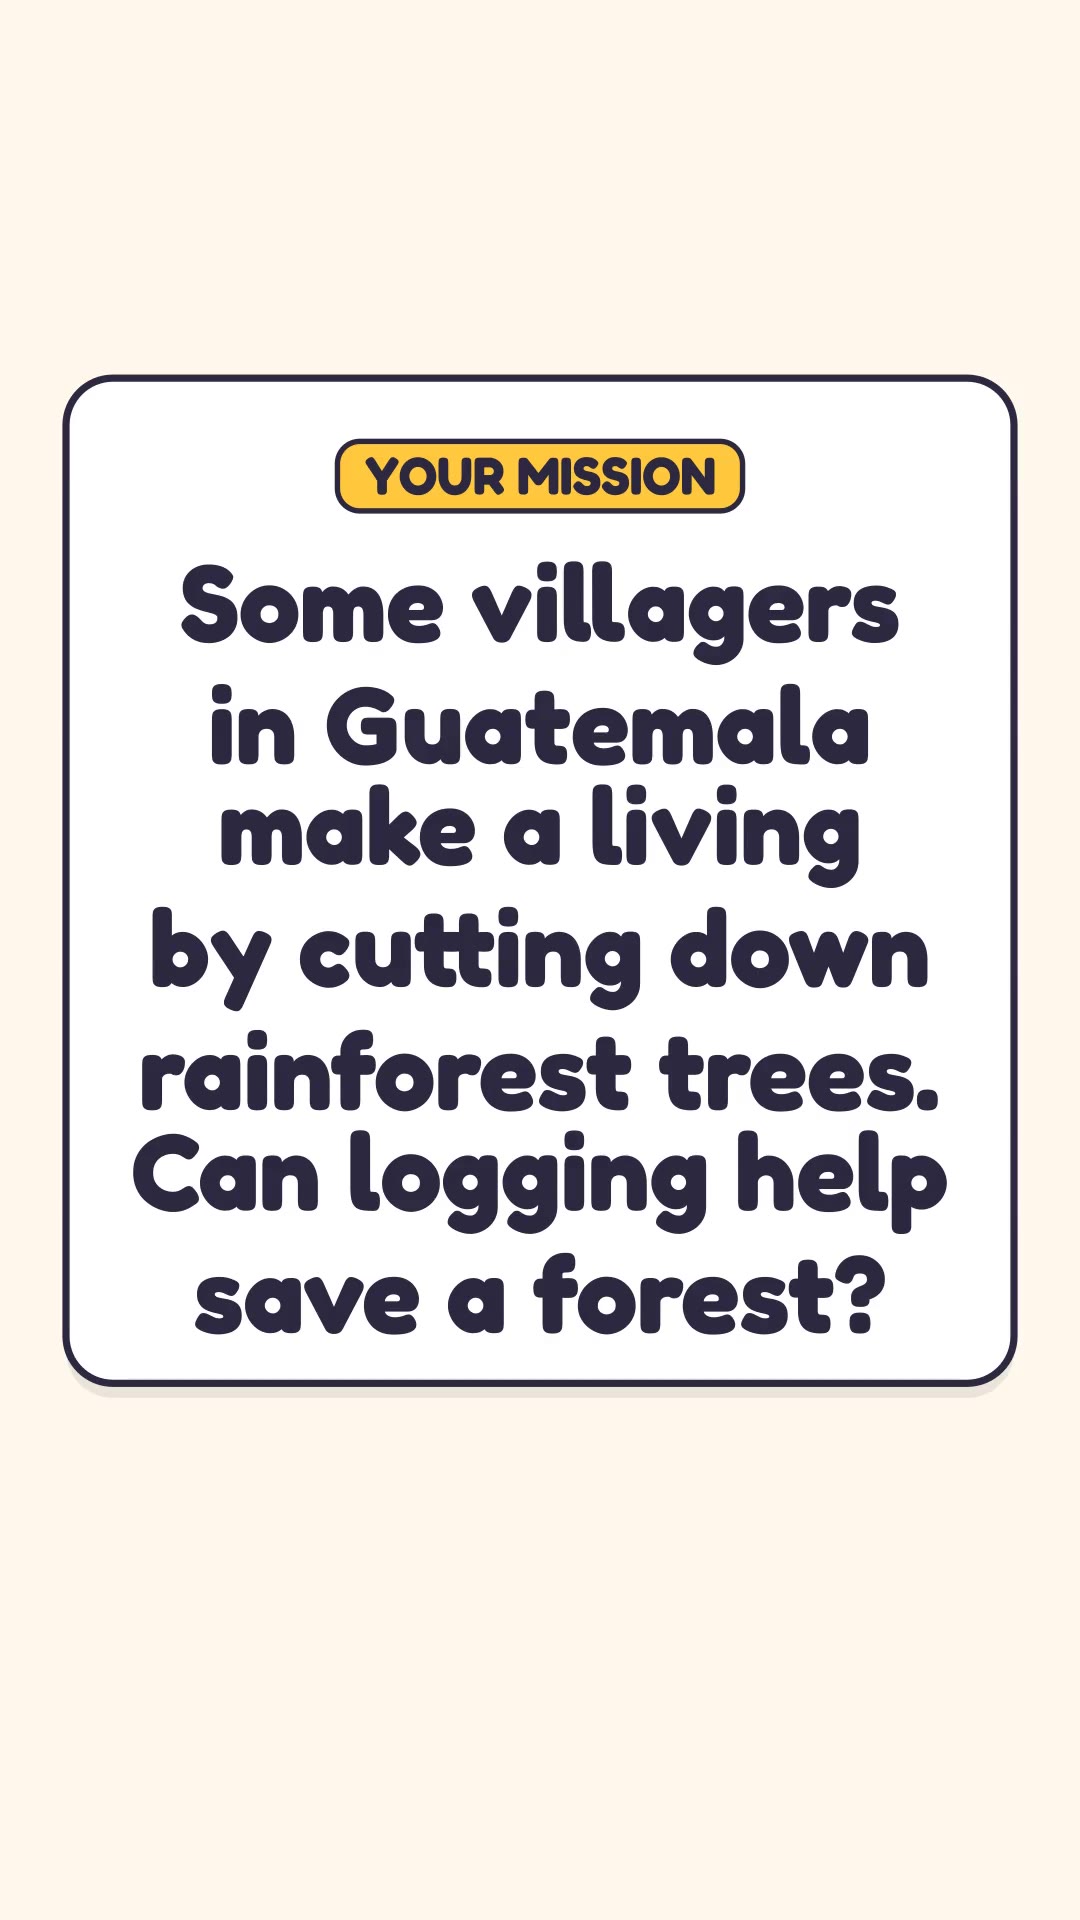 YOUR MISSION
Some villagers
in Guatemala
make a living
by cutting down
rainforest trees.
Can logging help
save a forest?